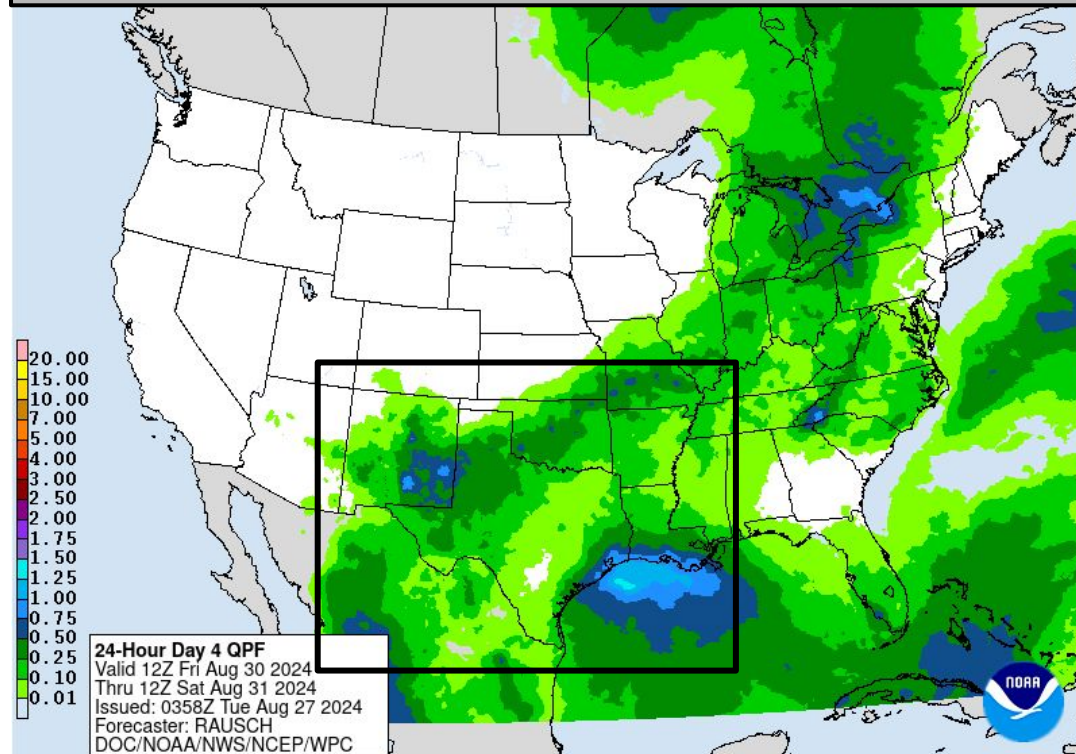 20.00
15.00
10.00
7.00
5.00
4.00
3.00
2.50
2.00
1.75
1.50
1.25
1.00
0.75
0.50
0.25
0.10
0.01
24-Hour Day 4 QPF
Valid 12Z Fri Aug 30 2024
Thru 12Z Sat Aug 31 2024
Issued: 0358Z Tue Aug 27 2024
Forecaster: RAUSCH
DOC/NOAA/NWS/NCEP/WPC
NOAA